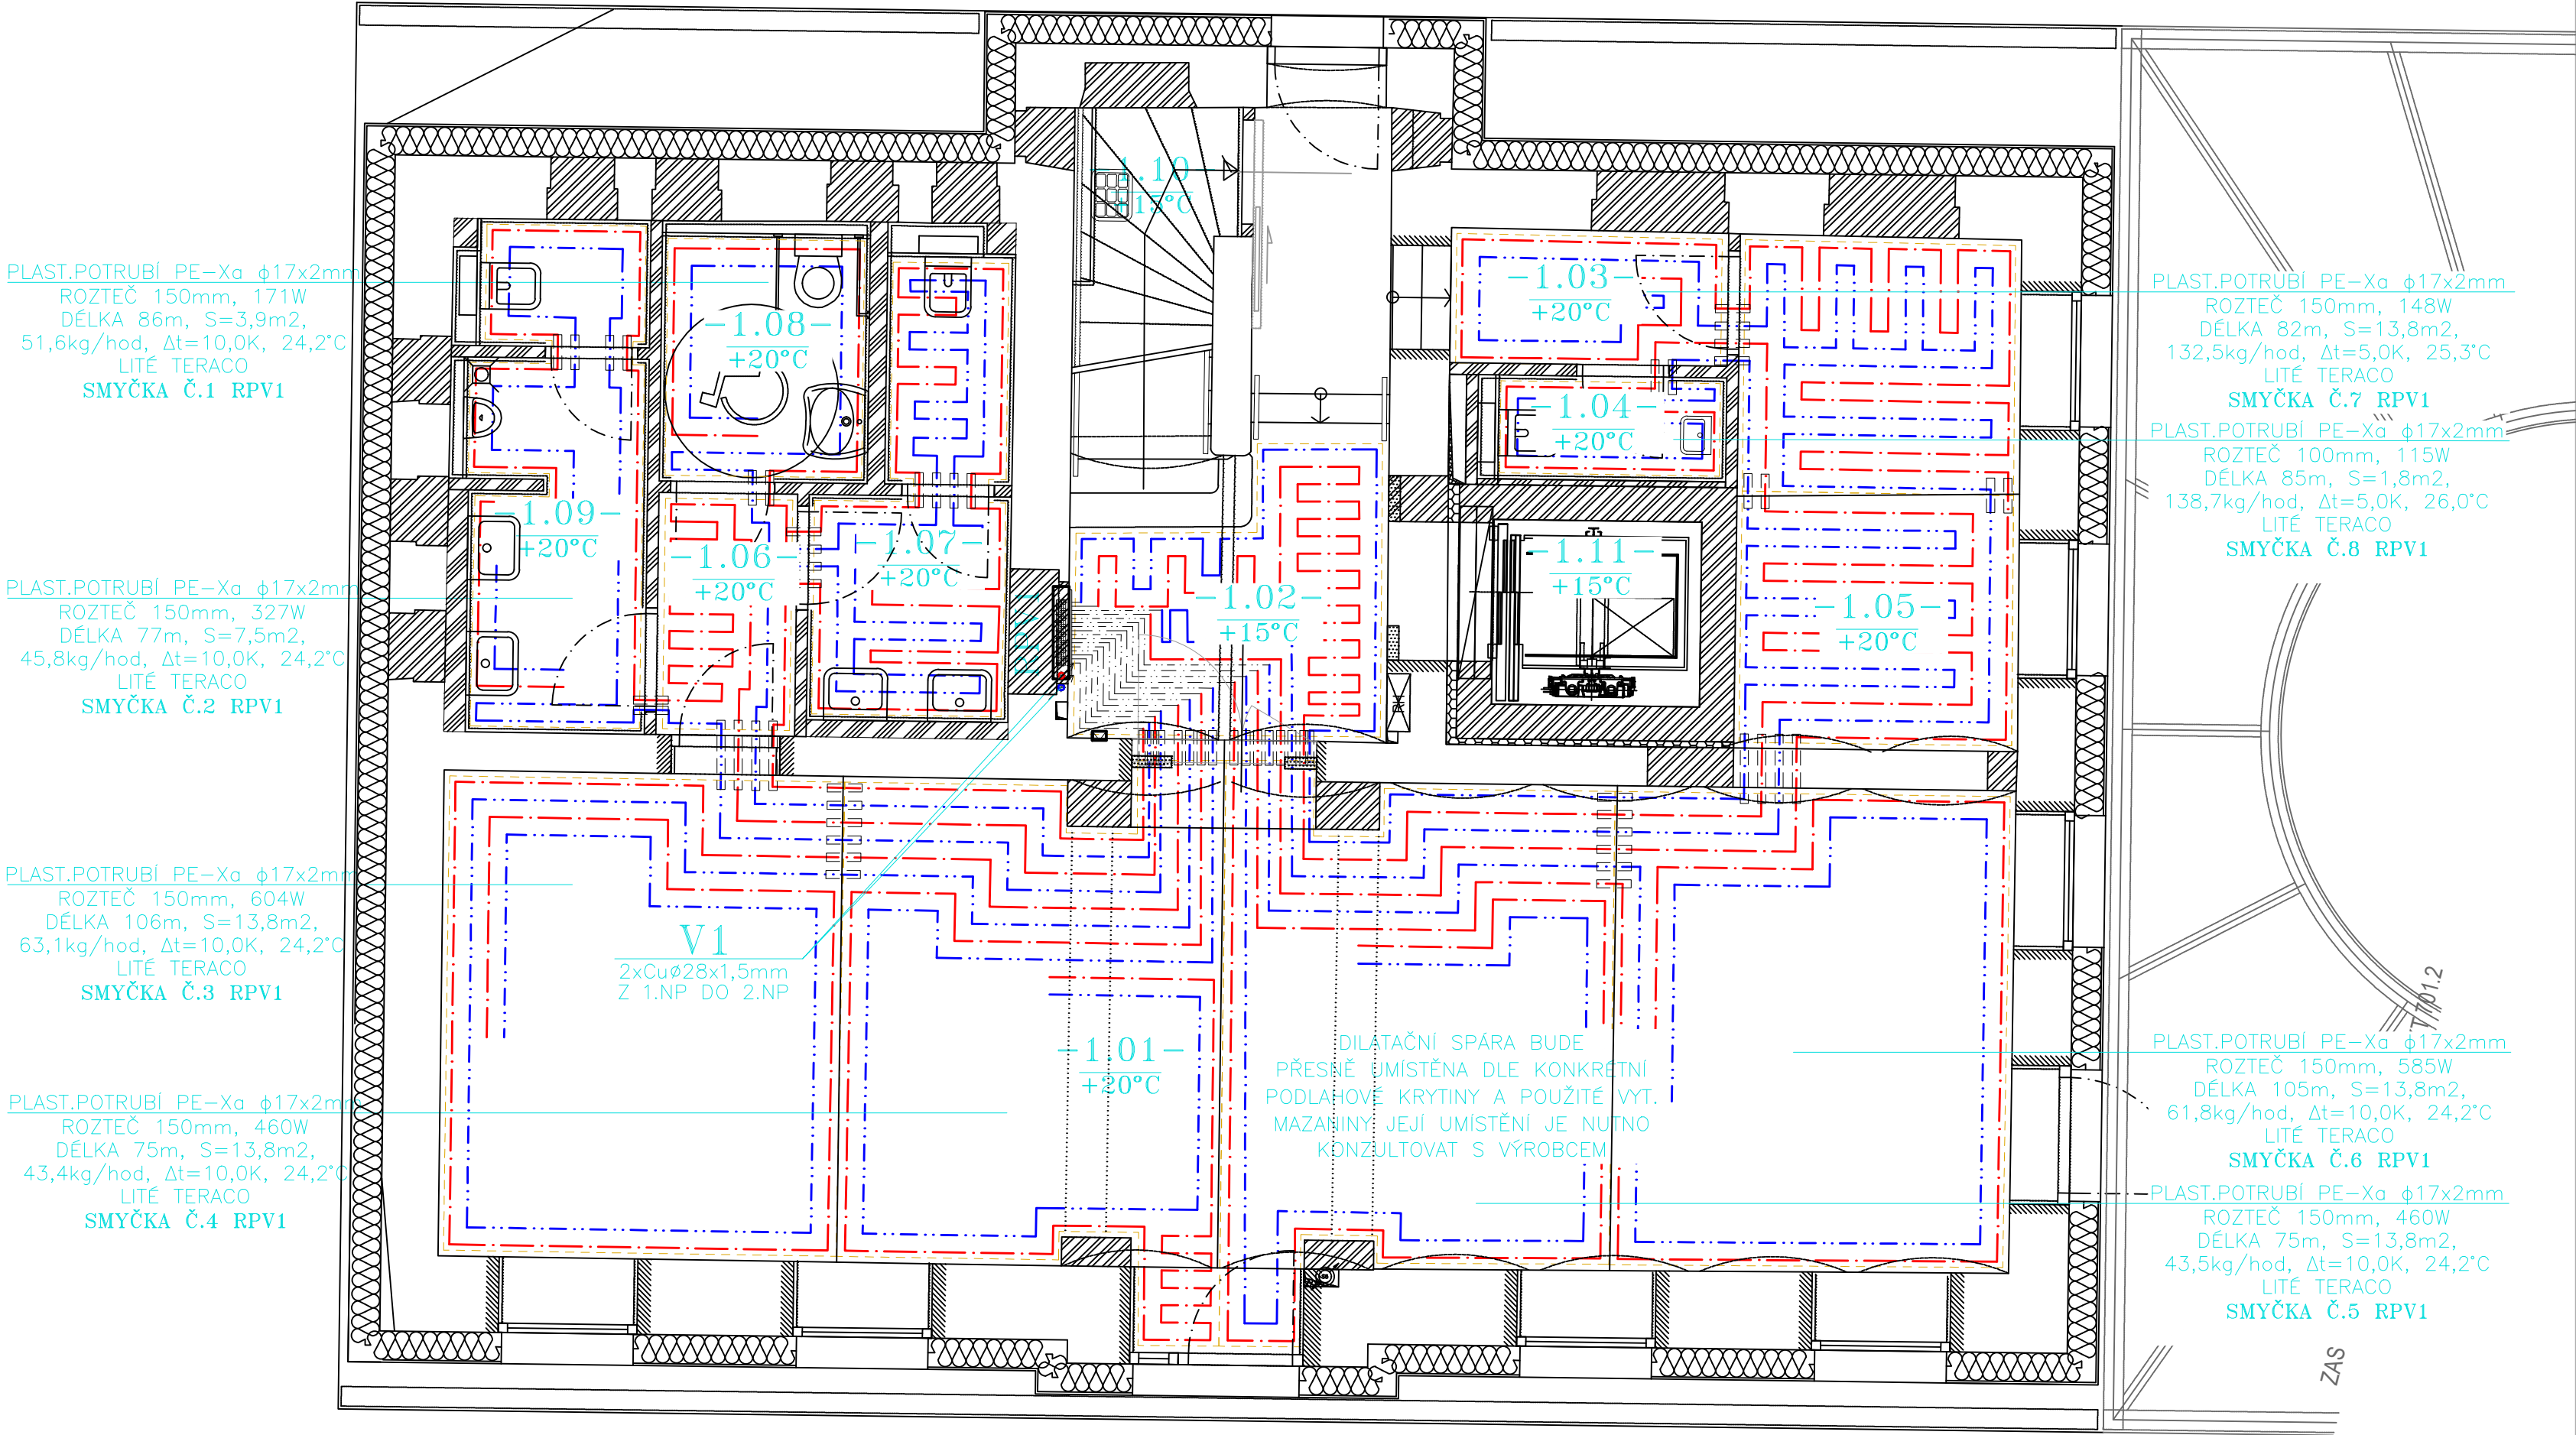 -1.10
+15°C
PLAST.POTRUBÍ PE-Xa ϕ17x2mm
ROZTEČ 150mm, 171W
DÉLKA 86m, S=3,9m2,
51,6kg/hod, Δt=10,0K, 24,2°C
LITÉ TERACO
SMYČKA Č.1 RPV1
PLAST.POTRUBÍ PE-Xa ϕ17x2mm
ROZTEČ 150mm, 327W
DÉLKA 77m, S=7,5m2,
45,8kg/hod, Δt=10,0K, 24,2°C
LITÉ TERACO
SMYČKA Č.2 RPV1
PLAST.POTRUBÍ PE-Xa ϕ17x2mm
ROZTEČ 150mm, 604W
DÉLKA 106m, S=13,8m2,
63,1kg/hod, Δt=10,0K, 24,2°C
LITÉ TERACO
SMYČKA Č.3 RPV1
PLAST.POTRUBÍ PE-Xa ϕ17x2mm
ROZTEČ 150mm, 460W
DÉLKA 75m, S=13,8m2,
43,4kg/hod, Δt=10,0K, 24,2°C
LITÉ TERACO
SMYČKA Č.4 RPV1
-1.08-
+20°C
-1.09-
+20°C
-1.06-
+20°C
-1.07-
+20°C
-1.02-
+15°C
-1.03-
+20°C
-1.04-
+20°C
-1.11-
+15°C
-1.05-
+20°C
V1
2xCuø28x1,5mm
Z 1.NP DO 2.NP
-1.01-
+20°C
DILATAČNÍ SPÁRA BUDE
PŘESNĚ UMÍSTĚNA DLE KONKRÉTNÍ
PODLAHOVÉ KRYTINY A POUŽITÉ VYT.
MAZANINY JEJÍ UMÍSTĚNÍ JE NUTNO
KONZULTOVAT S VÝROBCEM
PLAST.POTRUBÍ PE-Xa ϕ17x2mm
ROZTEČ 150mm, 148W
DÉLKA 82m, S=13,8m2,
132,5kg/hod, Δt=5,0K, 25,3°C
LITÉ TERACO
SMYČKA Č.7 RPV1
PLAST.POTRUBÍ PE-Xa ϕ17x2mm
ROZTEČ 100mm, 115W
DÉLKA 85m, S=1,8m2,
138,7kg/hod, Δt=5,0K, 26,0°C
LITÉ TERACO
SMYČKA Č.8 RPV1
PLAST.POTRUBÍ PE-Xa ϕ17x2mm
ROZTEČ 150mm, 585W
DÉLKA 105m, S=13,8m2,
61,8kg/hod, Δt=10,0K, 24,2°C
LITÉ TERACO
SMYČKA Č.6 RPV1
PLAST.POTRUBÍ PE-Xa ϕ17x2mm
ROZTEČ 150mm, 460W
DÉLKA 75m, S=13,8m2,
43,5kg/hod, Δt=10,0K, 24,2°C
LITÉ TERACO
SMYČKA Č.5 RPV1
ZAS